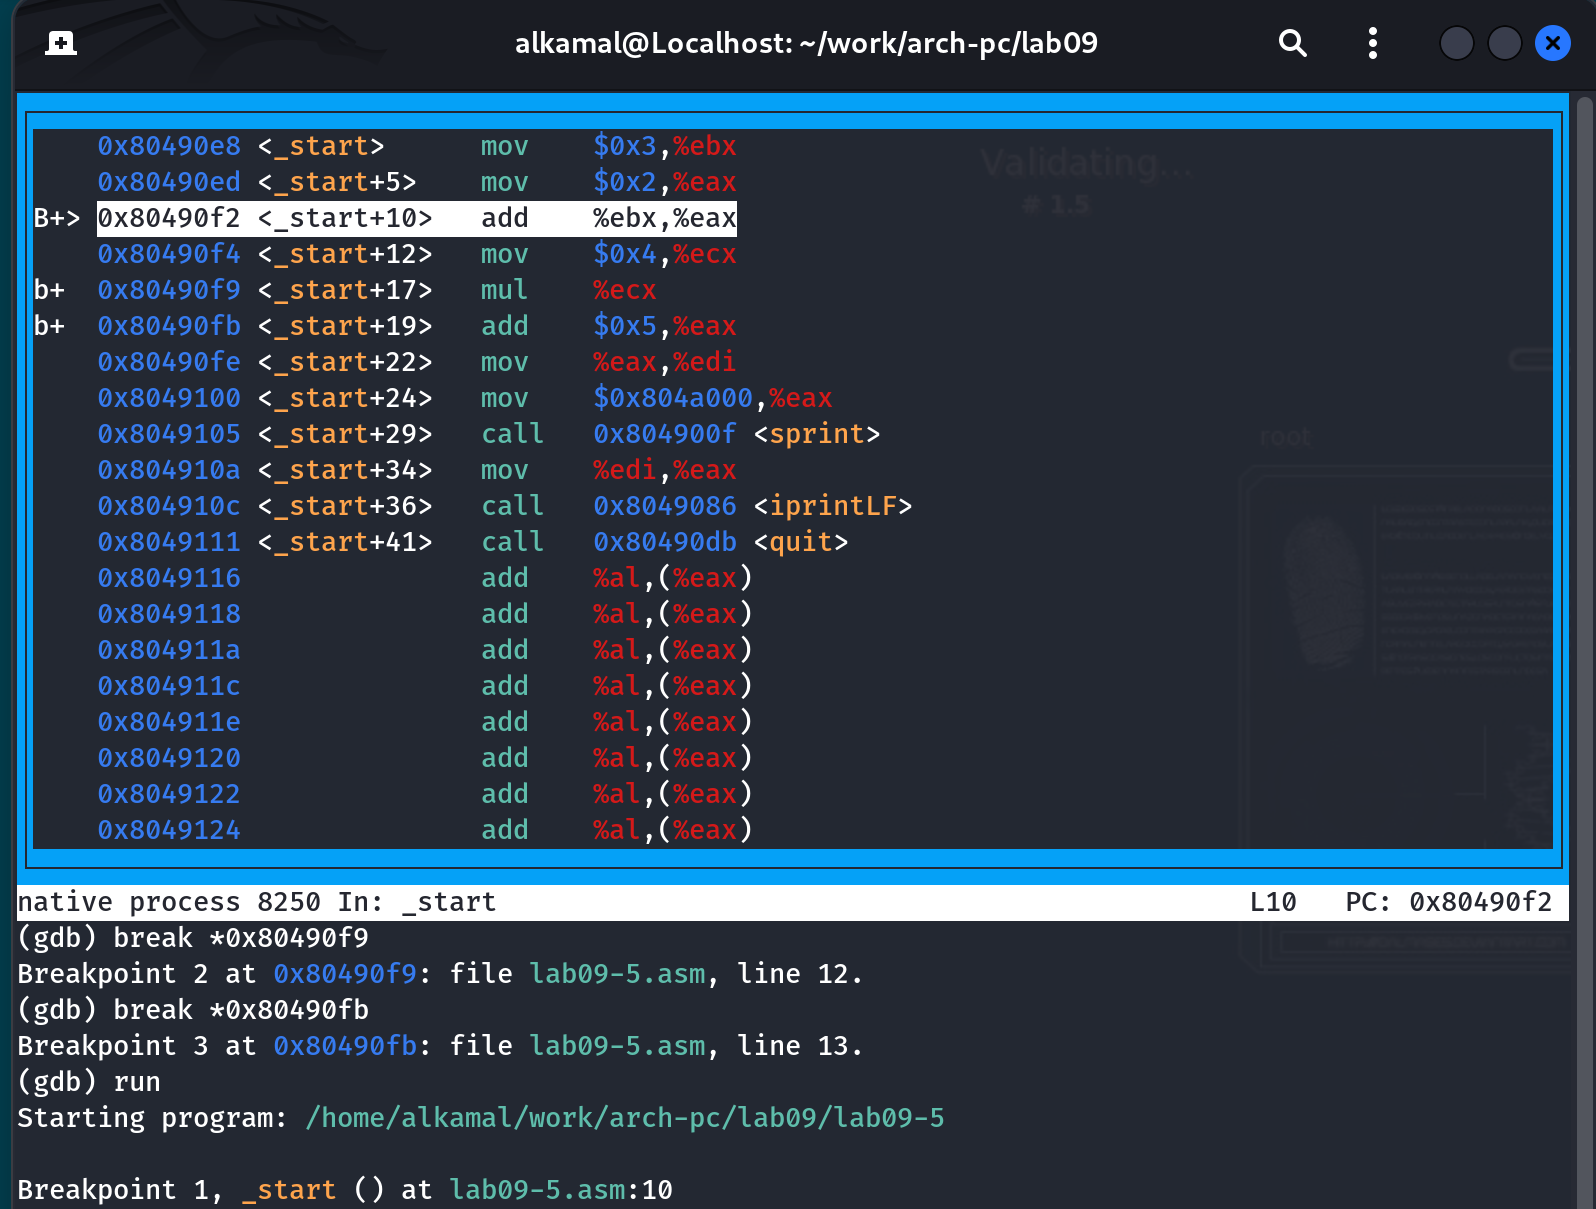 alkamal@Localhost: ~/work/arch-pc/lab09
0x80490e8 <_start> mov $0x3,%ebx
0x80490ed <_start+5> mov $0x2,%eax
B+> 0x80490f2 <_start+10> add %ebx,%eax
0x80490f4 <_start+12> mov $0x4,%ecx
b+ 0x80490f9 <_start+17> mul %ecx
b+ 0x80490fb <_start+19> add $0x5,%eax
0x80490fe <_start+22> mov %eax,%edi
0x8049100 <_start+24> mov $0x804a000,%eax
0x8049105 <_start+29> call 0x804900f <sprint>
0x804910a <_start+34> mov %edi,%eax
0x804910c <_start+36> call 0x8049086 <iprintLF>
0x8049111 <_start+41> call 0x80490db <quit>
0x8049116 add %al,(%eax)
0x8049118 add %al,(%eax)
0x804911a add %al,(%eax)
0x804911c add %al,(%eax)
0x804911e add %al,(%eax)
0x8049120 add %al,(%eax)
0x8049122 add %al,(%eax)
0x8049124 add %al,(%eax)
Validating...
# 1.5
root
native process 8250 In: _start L10 PC: 0x80490f2
(gdb) break *0x80490f9
Breakpoint 2 at 0x80490f9: file lab09-5.asm, line 12.
(gdb) break *0x80490fb
Breakpoint 3 at 0x80490fb: file lab09-5.asm, line 13.
(gdb) run
Starting program: /home/alkamal/work/arch-pc/lab09/lab09-5
Breakpoint 1, _start () at lab09-5.asm:10